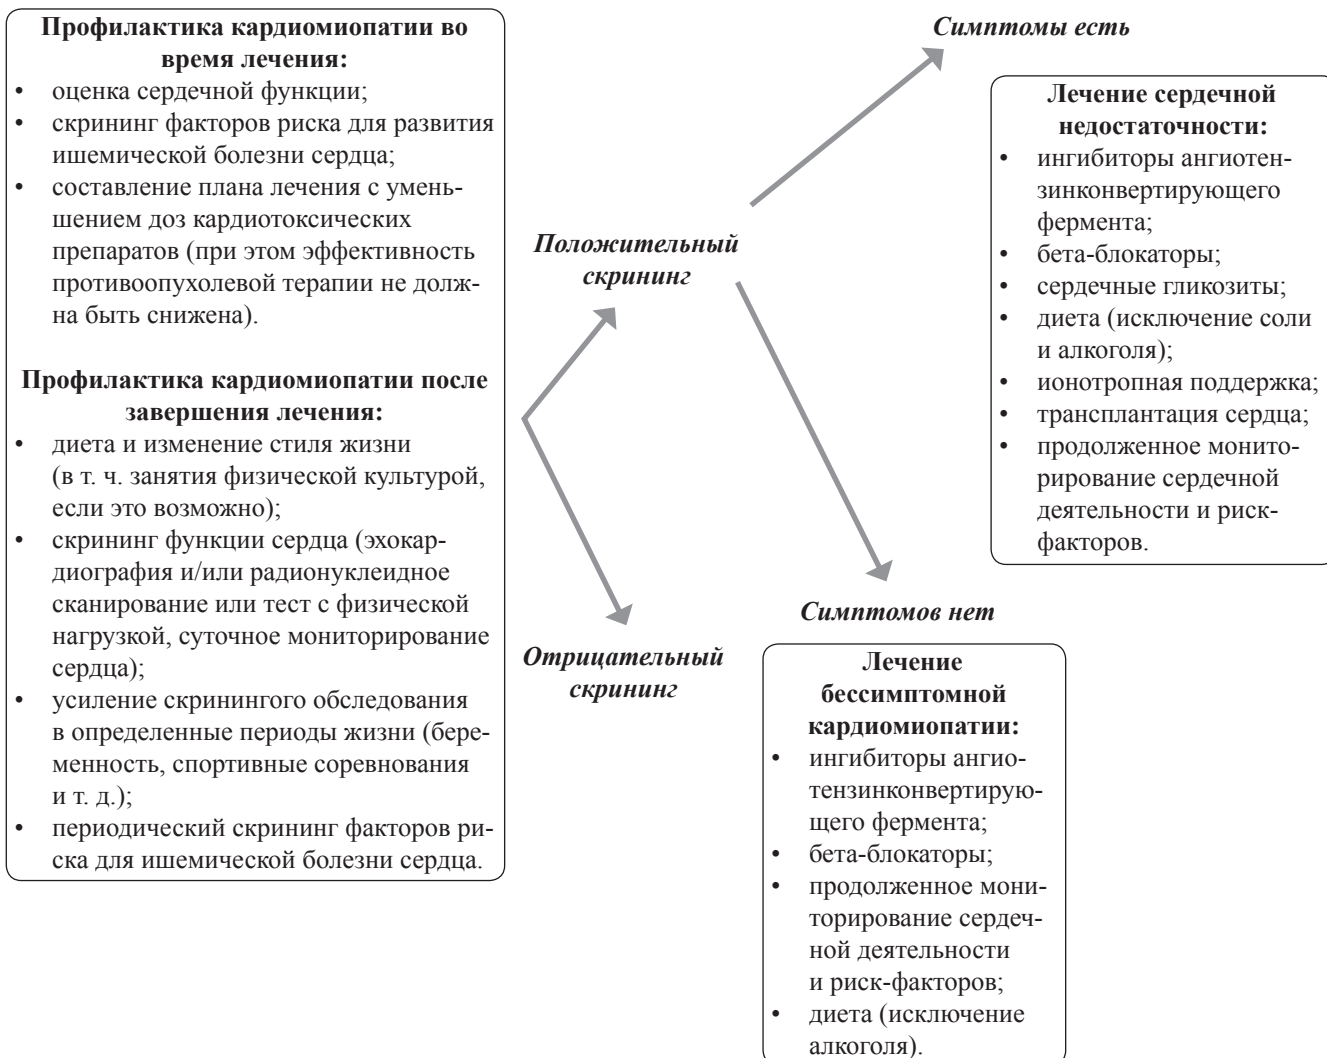 Профилактика кардиомиопатии во
время лечения:
• оценка сердечной функции;
• скрининг факторов риска для развития
ишемической болезни сердца;
• составление плана лечения с умень-
шением доз кардиотоксических
препаратов (при этом эффективность
противоопухолевой терапии не долж-
на быть снижена).
Профилактика кардиомиопатии после
завершения лечения:
• диета и изменение стиля жизни
(в т. ч. занятия физической культурой,
если это возможно);
• скрининг функции сердца (эхокар-
диография и/или радионуклеидное
сканирование или тест с физической
нагрузкой, суточное мониторирование
сердца);
• усиление скринингого обследования
в определенные периоды жизни (бере-
менность, спортивные соревнования
и т. д.);
• периодический скрининг факторов ри-
ска для ишемической болезни сердца.
Положительный
скрининг
Отрицательный
скрининг
Симптомы есть
Лечение сердечной
недостаточности:
• ингибиторы ангиотен-
зинконвертирующего
фермента;
• бета-блокаторы;
• сердечные гликозиты;
• диета (исключение соли
и алкоголя);
• ионотропная поддержка;
• трансплантация сердца;
• продолженное монито-
рирование сердечной
деятельности и риск-
факторов.
Симптомов нет
Лечение
бессимптомной
кардиомиопатии:
• ингибиторы ангио-
тензинконвертирую-
щего фермента;
• бета-блокаторы;
• продолженное мони-
торирование сердеч-
ной деятельности
и риск-факторов;
• диета (исключение
алкоголя).